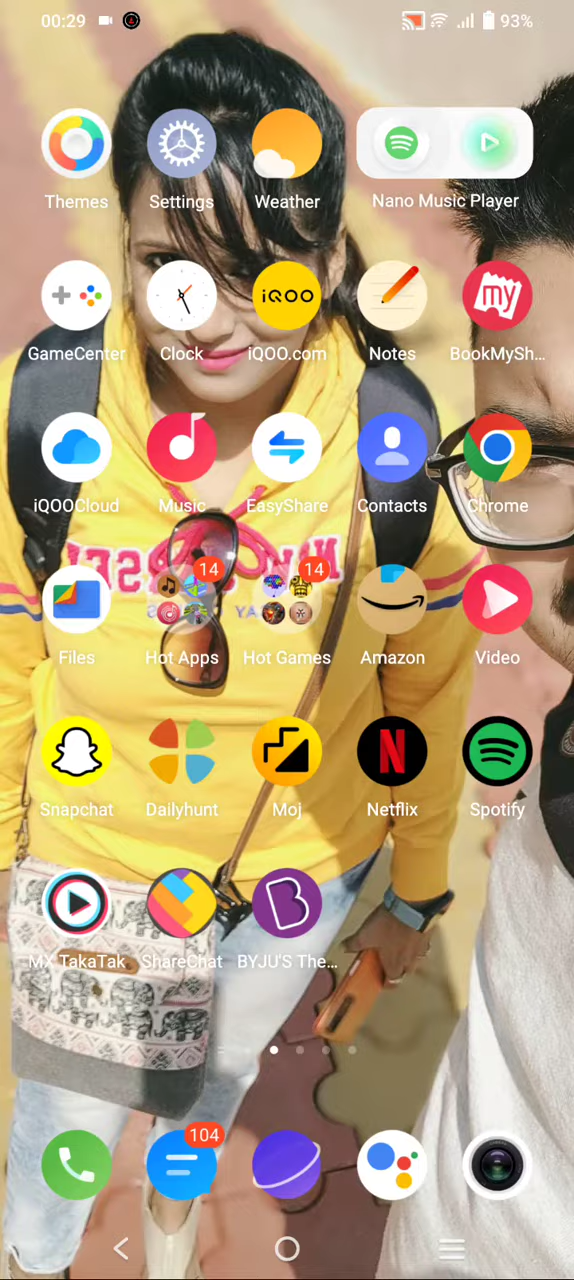 00:29
93%
Themes
Settings
Weather
Nano Music Player
GameCenter
Clock
iQOO
iQOO.com
Notes
my
BookMySh...
iQOOCloud
Music
EasyShare
Contacts
Chrome
14
14
Files
Hot Apps
Hot Games
Amazon
Video
Snapchat
Dailyhunt
Moj
N
Netflix
Spotify
MX TakaTak
ShareChat
B
BYJU'S The...
104